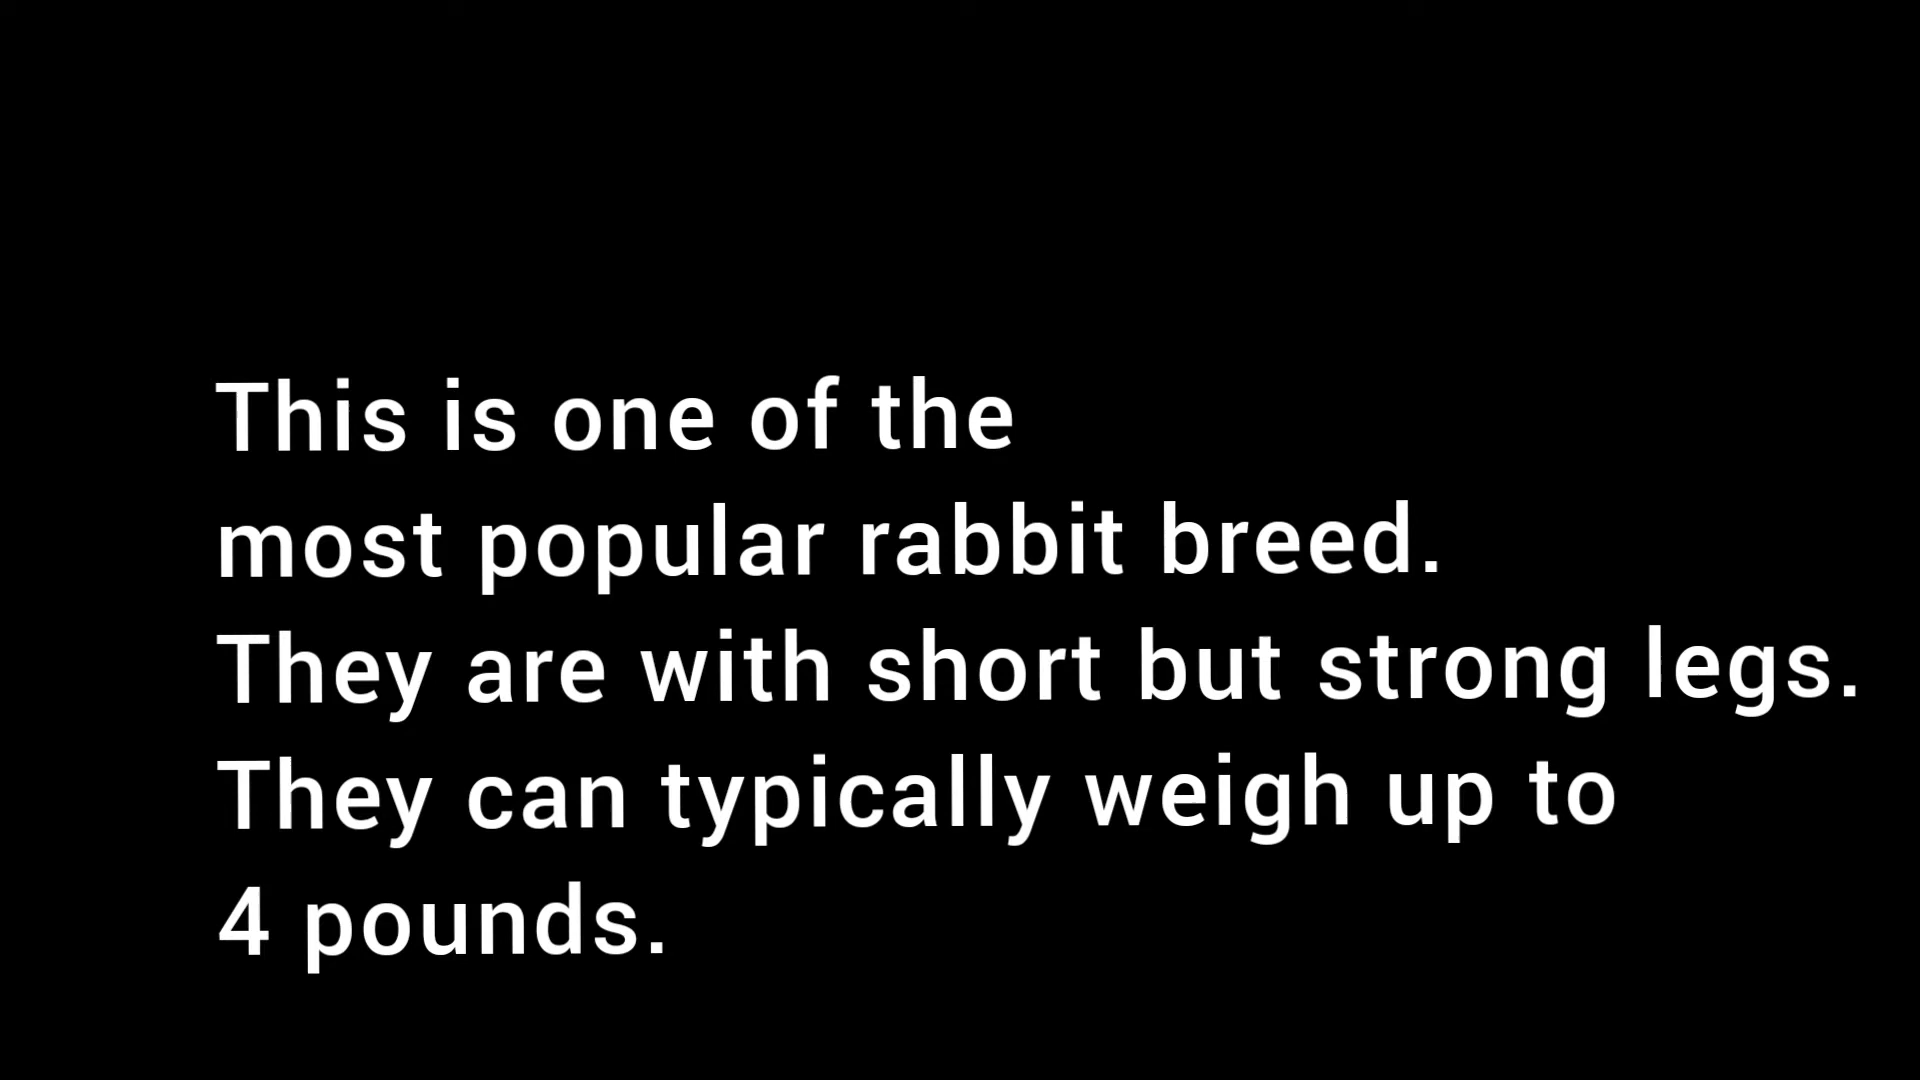 This is one of the
most popular rabbit breed.
They are with short but strong legs.
They can typically weigh up to
4 pounds.